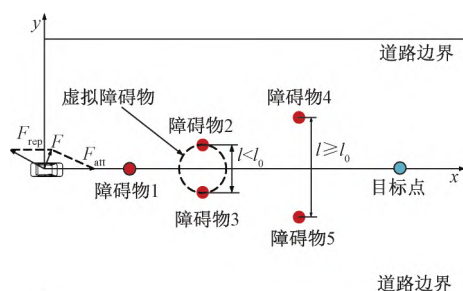 y
道路边界
虚拟障碍物
障碍物4
F_rep
F
F_att
障碍物2
l<l_0
l≥l_0
障碍物1
障碍物3
目标点
x
障碍物5
道路边界